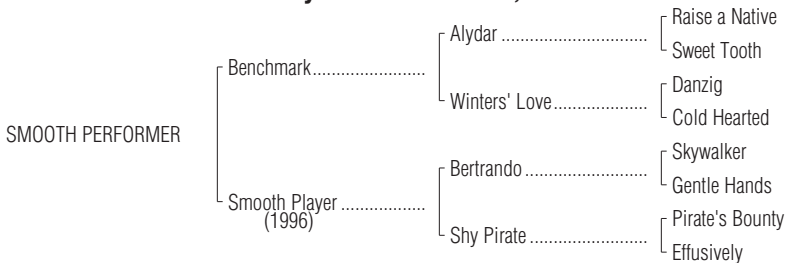 Raise a Native
Alydar ................................
Sweet Tooth
Benchmark........................
Danzig
Winters' Love....................
Cold Hearted
SMOOTH PERFORMER
Skywalker
Bertrando ..........................
Gentle Hands
Smooth Player ..................
(1996)
Pirate's Bounty
Shy Pirate .........................
Effusively